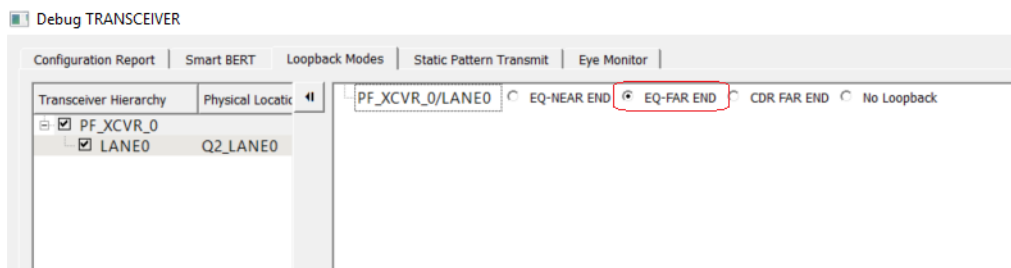 Debug TRANSCEIVER
Configuration Report Smart BERT Loopback Modes Static Pattern Transmit Eye Monitor
Transceiver Hierarchy Physical Locatic PF_XCVR_0/LANE0 EQ-NEAR END EQ-FAR END CDR FAR END No Loopback
PF_XCVR_0
LANE0 Q2_LANE0